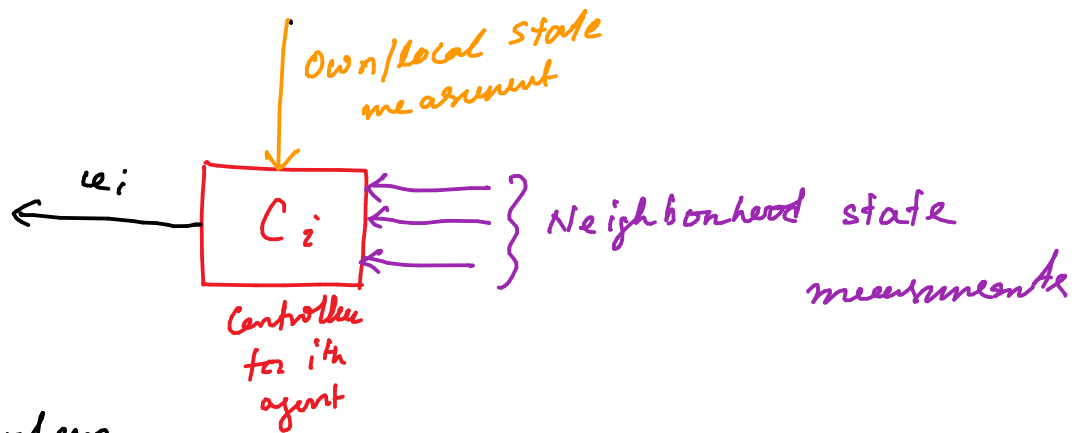 Own/local state
measurement
ui
Ci
Neighborhood state
measurements
Controller
for ith
agent